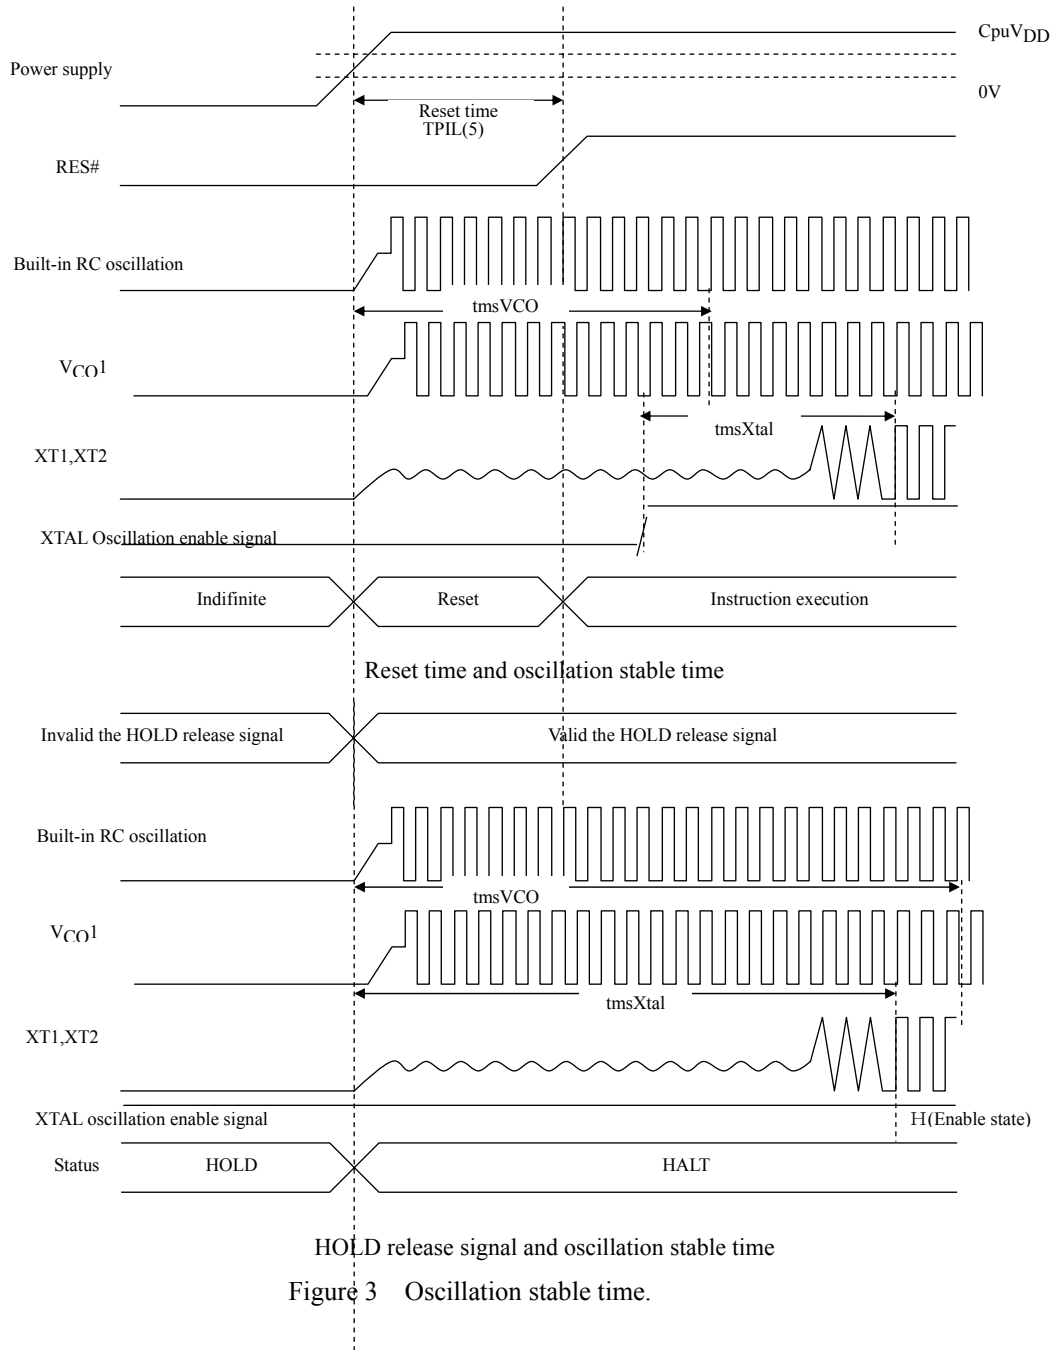 CpuVDD
Power supply
0V
Reset time
TPIL(5)
RES#
Built-in RC oscillation
tmsVCO
VCO1
tmsXtal
XT1,XT2
XTAL Oscillation enable signal
Indifinite
Reset
Instruction execution
Reset time and oscillation stable time
Invalid the HOLD release signal
Valid the HOLD release signal
Built-in RC oscillation
tmsVCO
VCO1
tmsXtal
XT1,XT2
XTAL oscillation enable signal
H(Enable state)
Status
HOLD
HALT
HOLD release signal and oscillation stable time
Figure 3 Oscillation stable time.